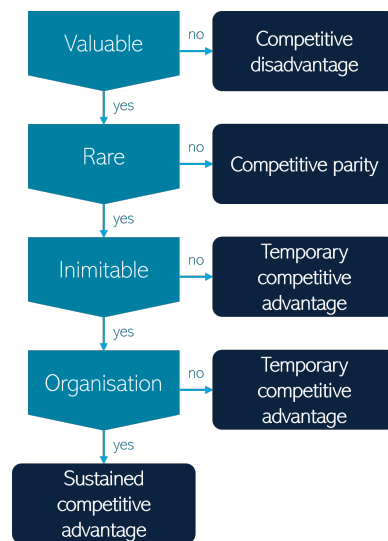 Valuable
no
Competitive
disadvantage
yes
Rare
no
Competitive parity
yes
Inimitable
no
Temporary
competitive
advantage
yes
Organisation
no
Temporary
competitive
advantage
yes
Sustained
competitive
advantage